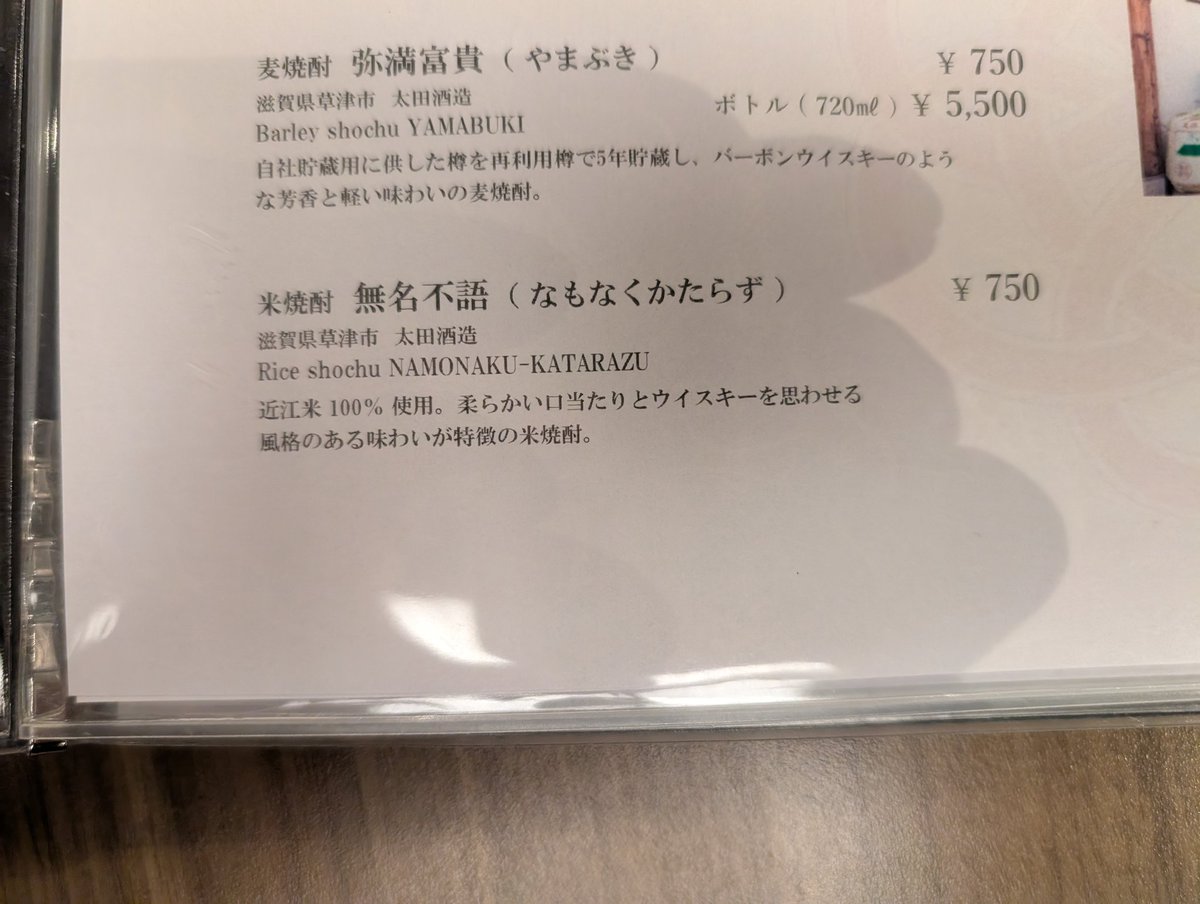 麦焼酎 弥満富貴 ( やまぶき ) ¥ 750
滋賀県草津市 太田酒造 ボトル ( 720㎖ ) ¥ 5,500
Barley shochu YAMABUKI
自社貯蔵用に供した樽を再利用樽で5年貯蔵し、バーボンウイスキーのよう
な芳香と軽い味わいの麦焼酎。
米焼酎 無名不語 ( なもなくかたらず ) ¥ 750
滋賀県草津市 太田酒造
Rice shochu NAMONAKU-KATARAZU
近江米 100% 使用。柔らかい口当たりとウイスキーを思わせる
風格のある味わいが特徴の米焼酎。